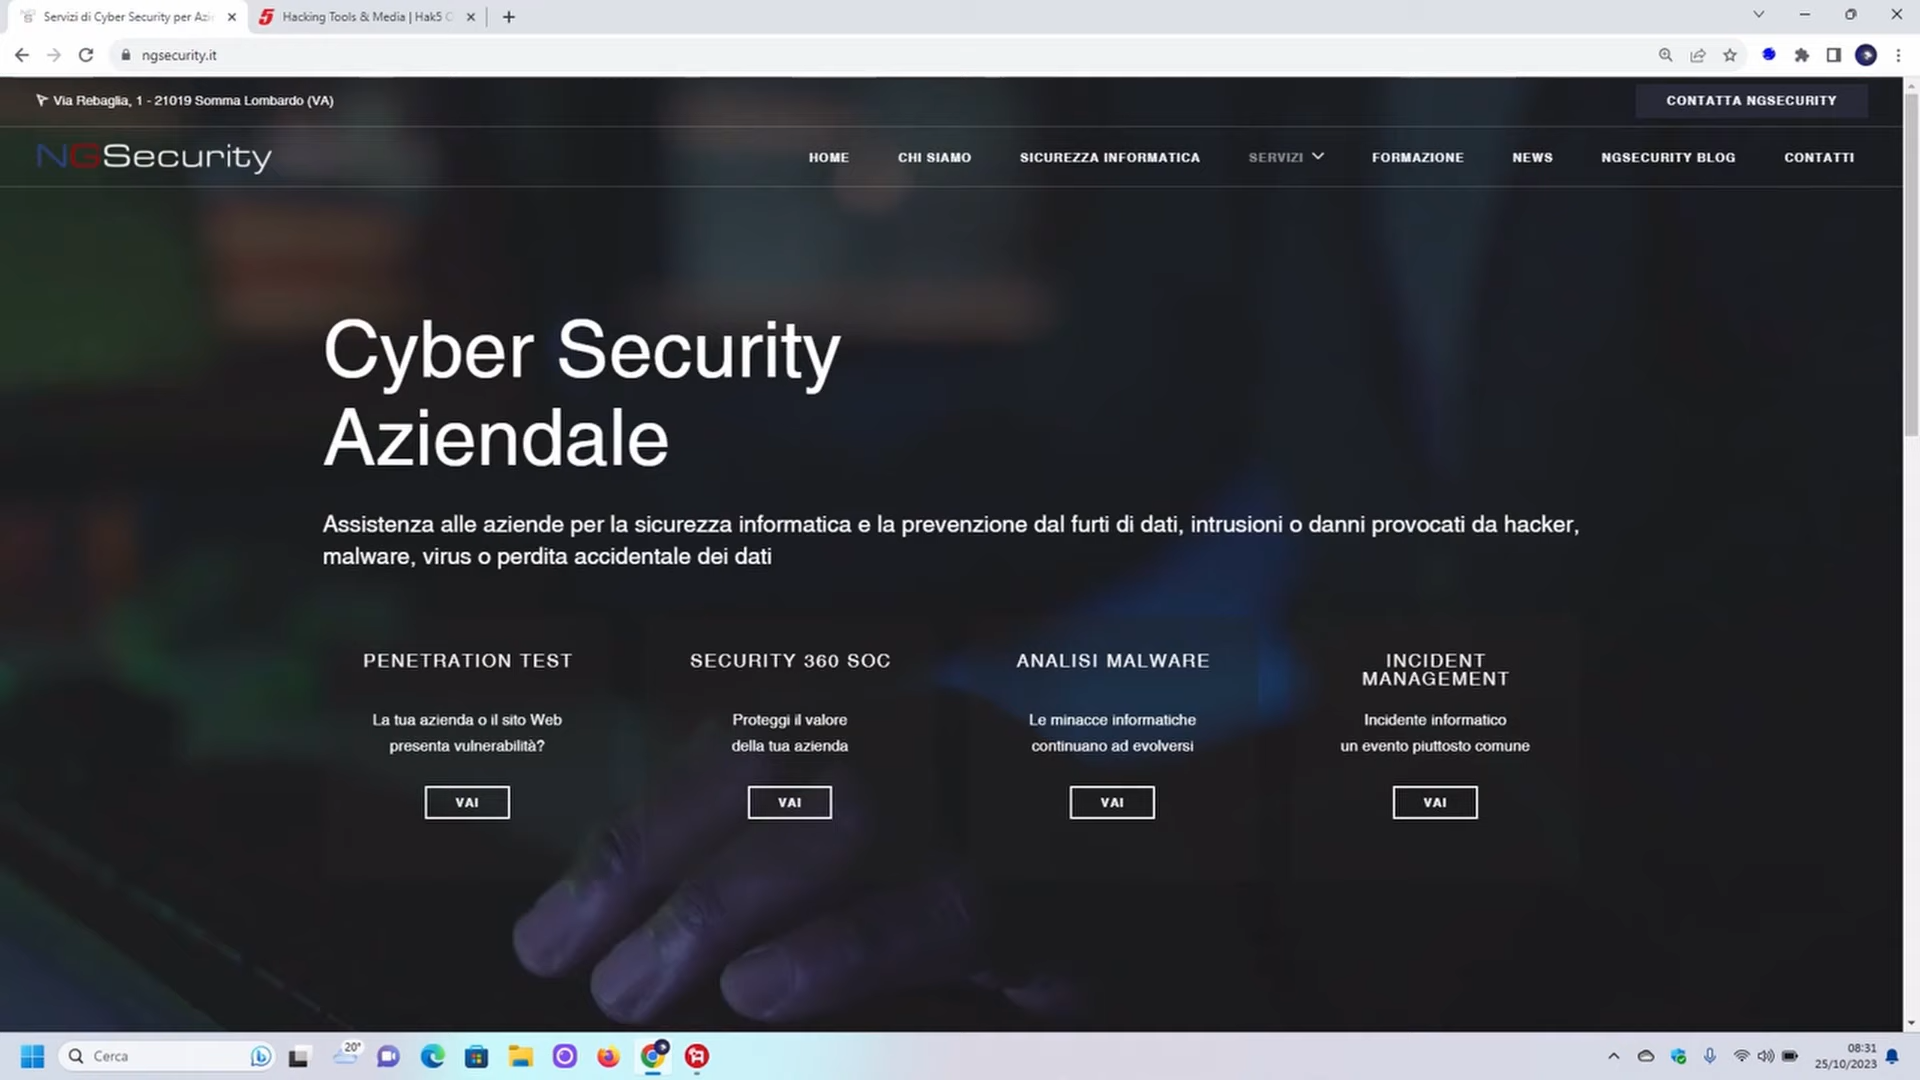 Servizi di Cyber Security per Azi
Hacking Tools & Media | Hak5
ngsecurity.it
Via Rebaglia, 1 - 21019 Somma Lombardo (VA)
CONTATTA NGSECURITY
NGSecurity
HOME
CHI SIAMO
SICUREZZA INFORMATICA
SERVIZI
FORMAZIONE
NEWS
NGSECURITY BLOG
CONTATTI
Cyber Security
Aziendale
Assistenza alle aziende per la sicurezza informatica e la prevenzione dal furti di dati, intrusioni o danni provocati da hacker,
malware, virus o perdita accidentale dei dati
PENETRATION TEST
La tua azienda o il sito Web
presenta vulnerabilità?
VAI
SECURITY 360 SOC
Proteggi il valore
della tua azienda
VAI
ANALISI MALWARE
Le minacce informatiche
continuano ad evolversi
VAI
INCIDENT
MANAGEMENT
Incidente informatico
un evento piuttosto comune
VAI
Cerca
20°
08:31
25/10/2023